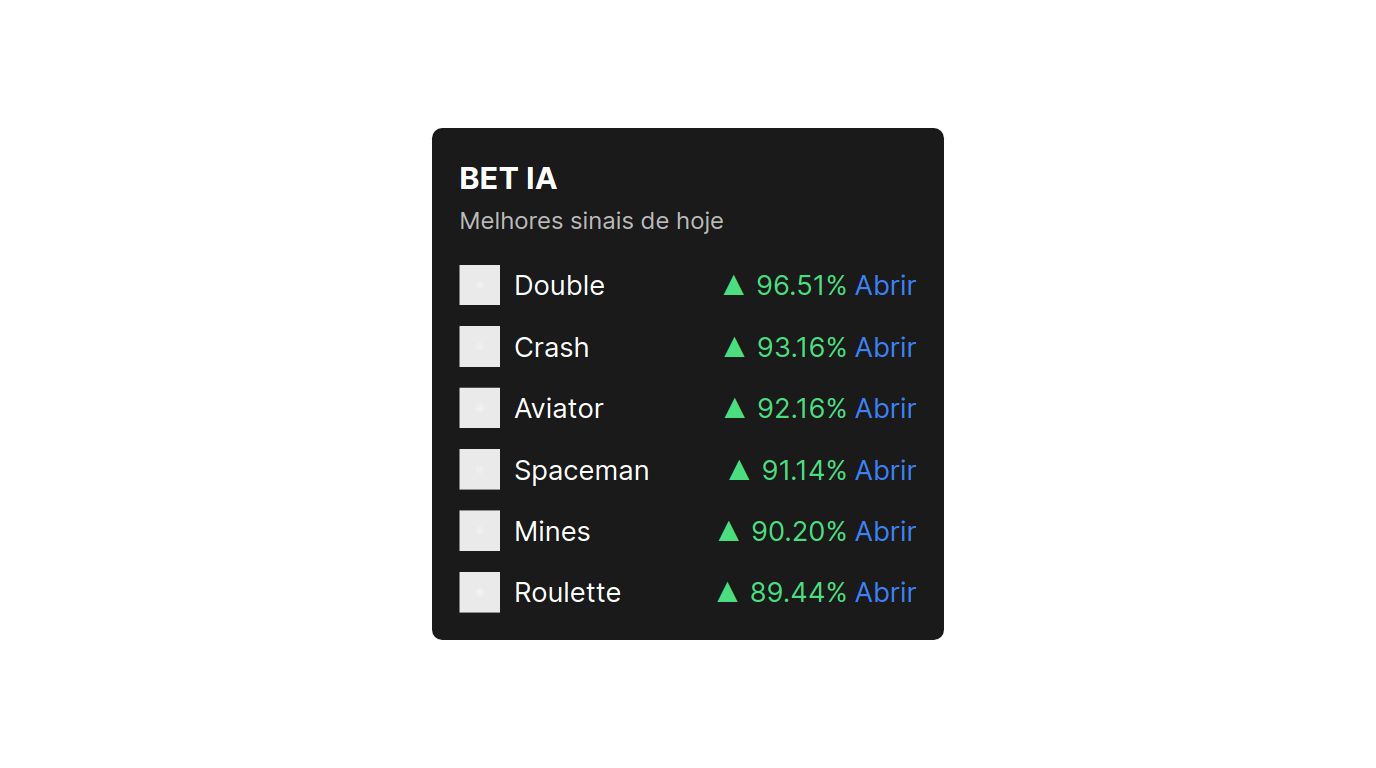 BET IA
Melhores sinais de hoje
Double ▲ 96.51% Abrir
Crash ▲ 93.16% Abrir
Aviator ▲ 92.16% Abrir
Spaceman ▲ 91.14% Abrir
Mines ▲ 90.20% Abrir
Roulette ▲ 89.44% Abrir